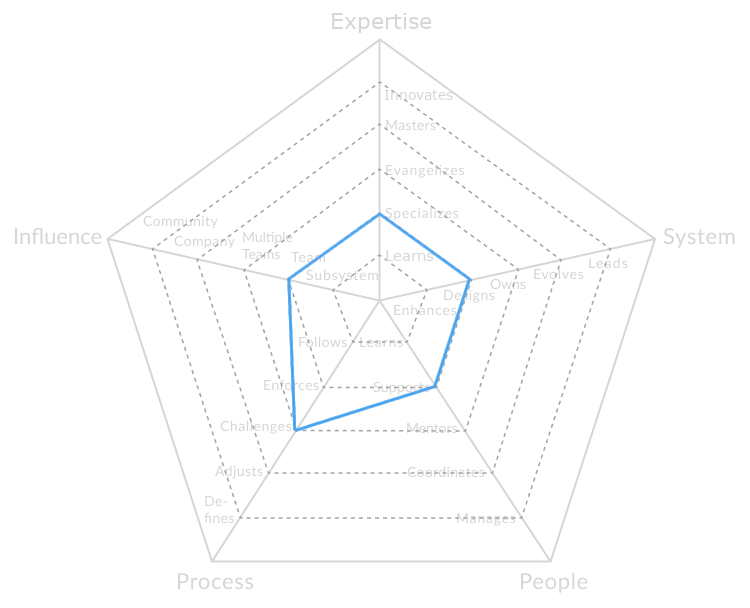 Expertise
Innovates
Masters
Evangelizes
Specializes
Learns
Influence
Community
Company
Multiple
Teams
Team
Subsystem
System
Leads
Evolves
Owns
Designs
Enhances
Follows
Learns
Enforces
Supports
Challenges
Mentors
Adjusts
Coordinates
De-
fines
Manages
Process
People